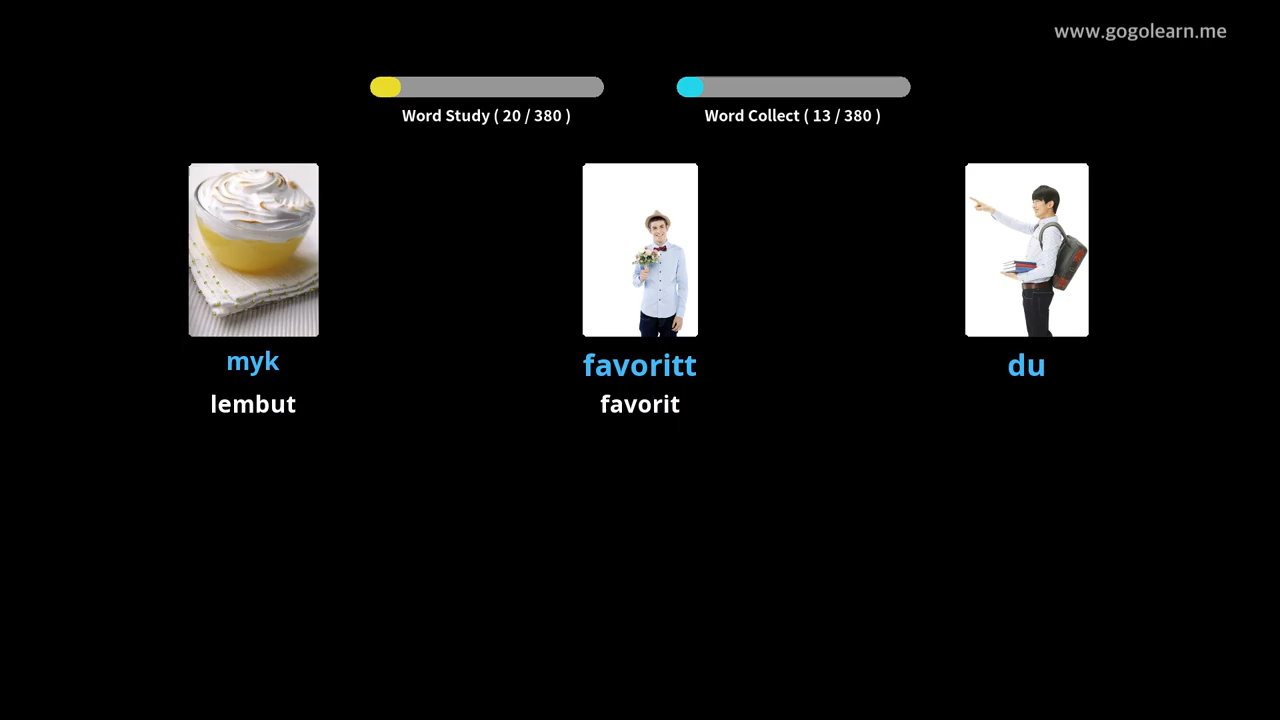 www.gogolearn.me
Word Study ( 20 / 380 )
Word Collect ( 13 / 380 )
myk
favoritt
du
lembut
favorit